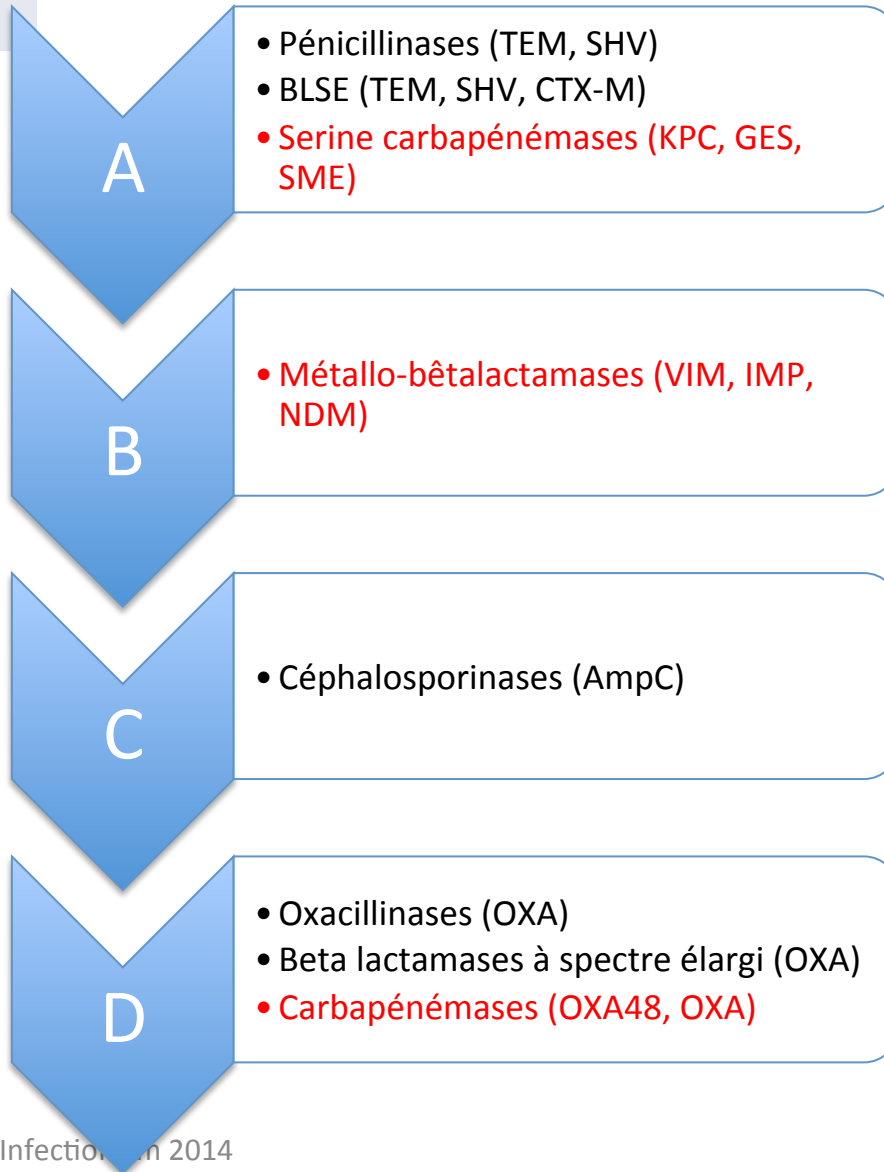 A
• Pénicillinases (TEM, SHV)
• BLSE (TEM, SHV, CTX-M)
• Serine carbapénémases (KPC, GES,
SME)
B
• Métallo-bêtalactamases (VIM, IMP,
NDM)
C
• Céphalosporinases (AmpC)
D
• Oxacillinases (OXA)
• Beta lactamases à spectre élargi (OXA)
• Carbapénémases (OXA48, OXA)
2014